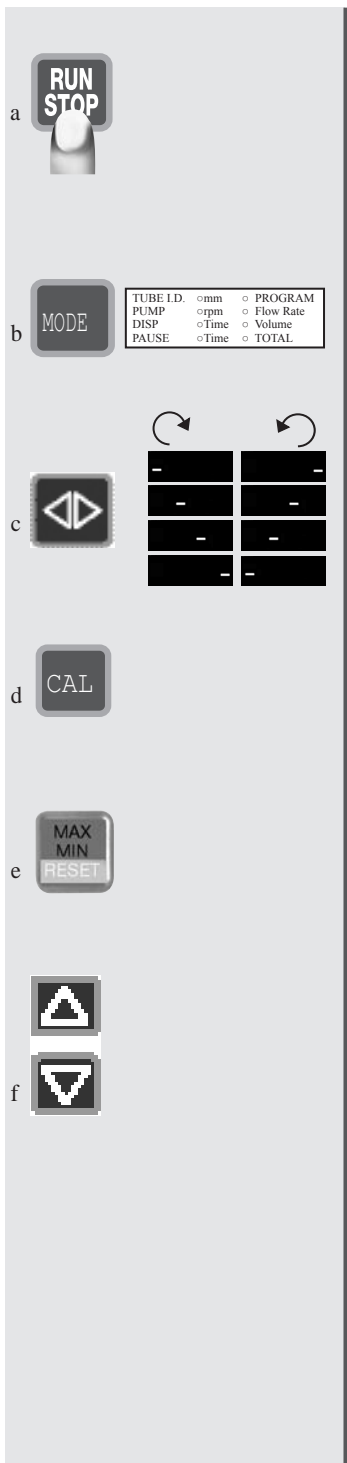 a
RUN
STOP
b
MODE
TUBE I.D. ○mm ○ PROGRAM
PUMP ○rpm ○ Flow Rate
DISP ○Time ○ Volume
PAUSE ○Time ○ TOTAL
c
d
CAL
e
MAX
MIN
RESET
f